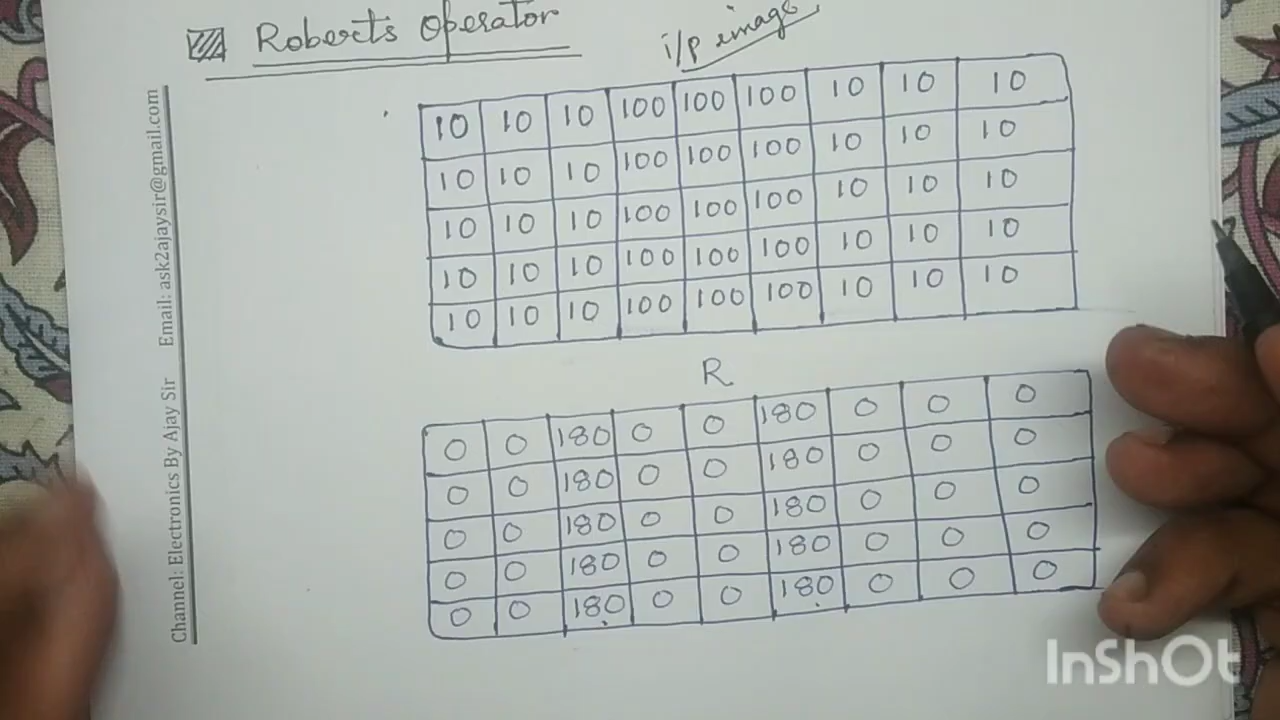 Roberts Operator
i/p image
10 10 10 100 100 100 10 10 10
10 10 10 100 100 100 10 10 10
10 10 10 100 100 100 10 10 10
10 10 10 100 100 100 10 10 10
10 10 10 100 100 100 10 10 10
R
0 0 180 0 0 180 0 0 0
0 0 180 0 0 180 0 0 0
0 0 180 0 0 180 0 0 0
0 0 180 0 0 180 0 0 0
0 0 180 0 0 180 0 0 0
Channel: Electronics By Ajay Sir Email: ask2ajaysir@gmail.com
InShOt